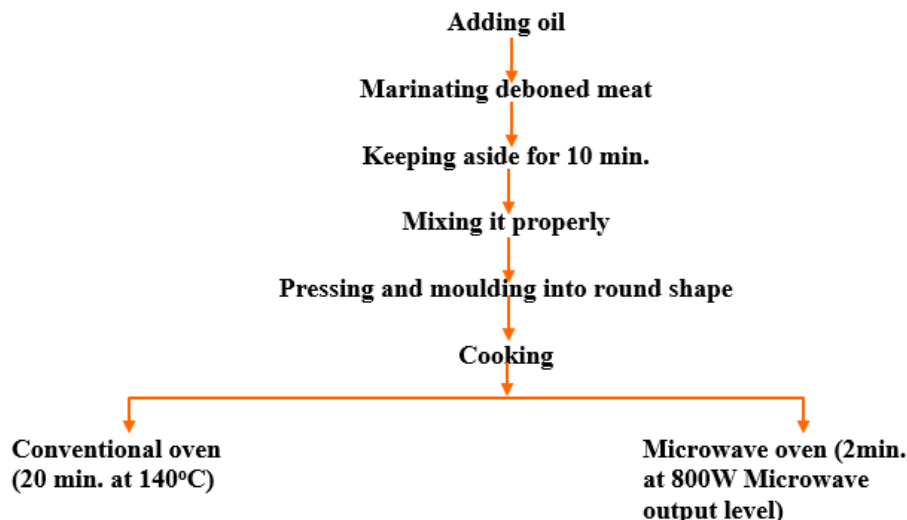 Adding oil
Marinating deboned meat
Keeping aside for 10 min.
Mixing it properly
Pressing and moulding into round shape
Cooking
Conventional oven
(20 min. at 140ºC)
Microwave oven (2min.
at 800W Microwave
output level)